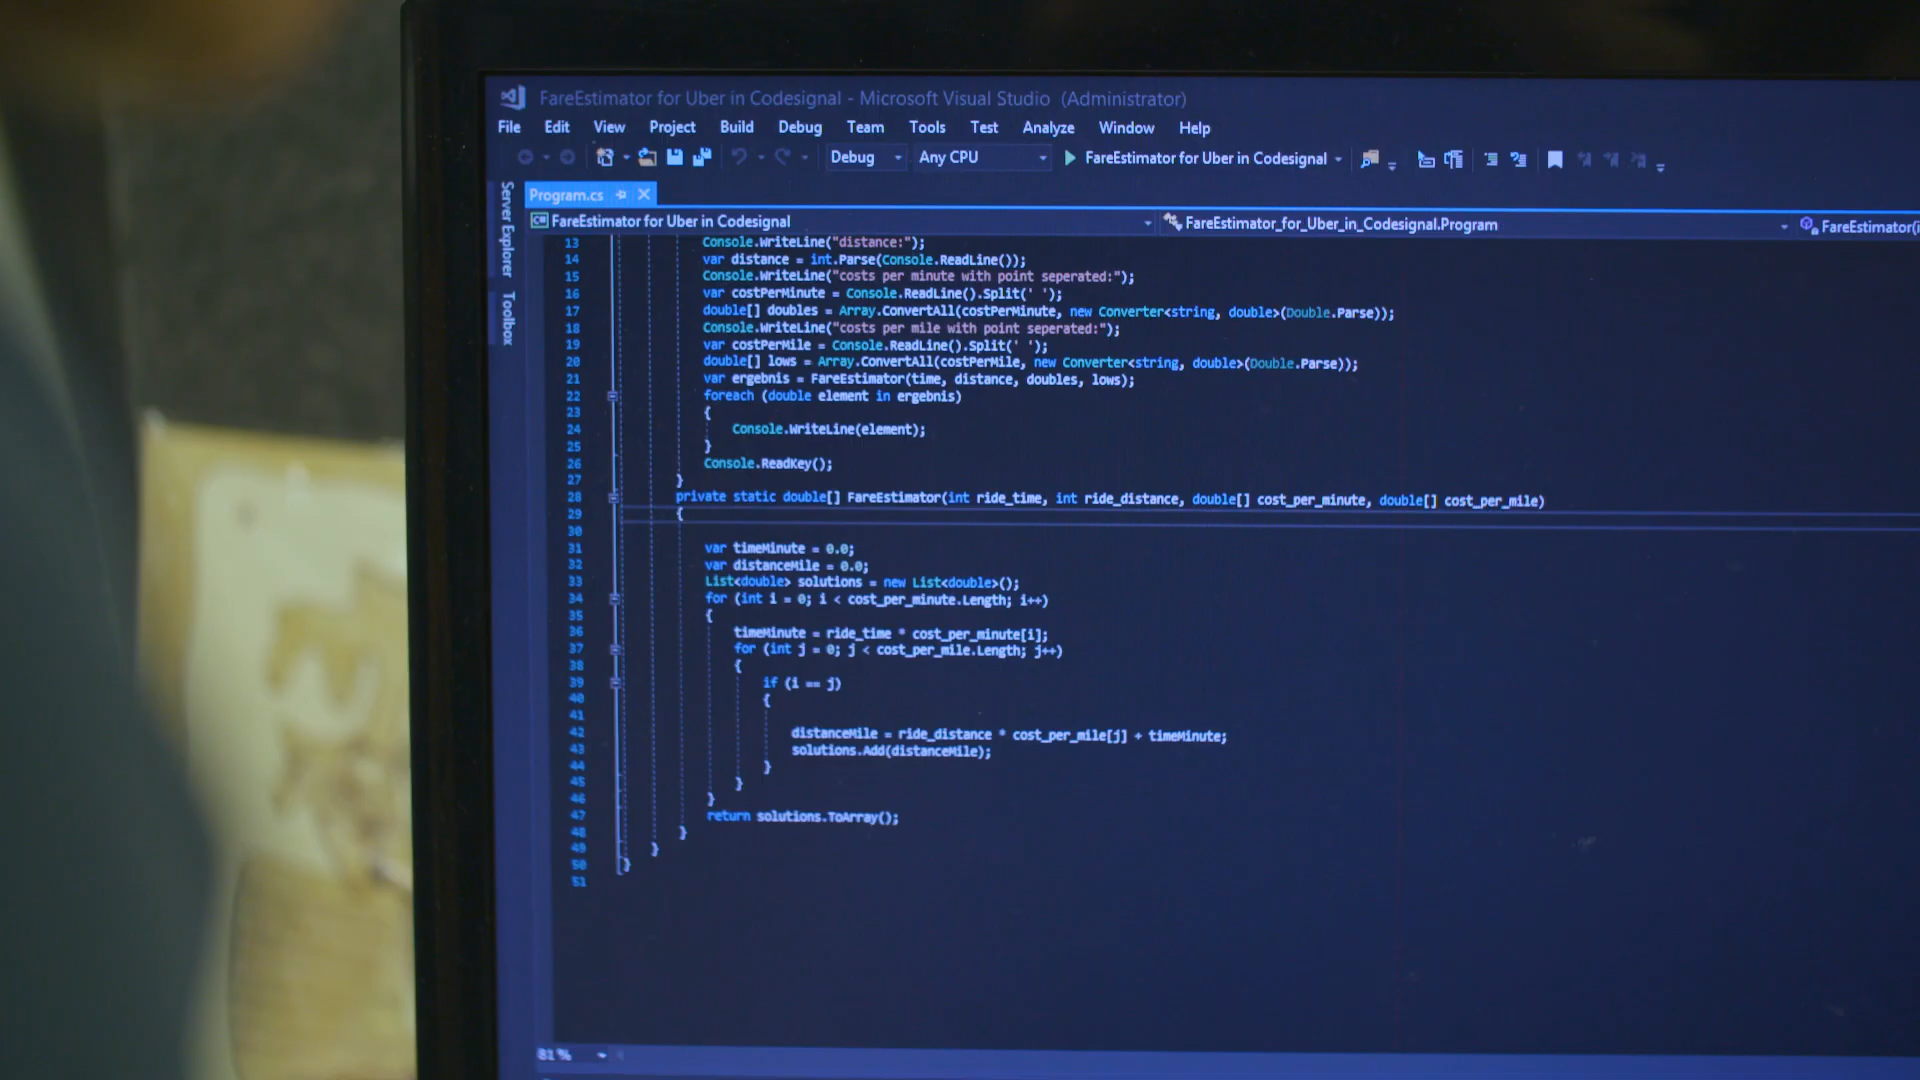 FareEstimator for Uber in Codesignal - Microsoft Visual Studio (Administrator)
File Edit View Project Build Debug Team Tools Test Analyze Window Help
Debug Any CPU FareEstimator for Uber in Codesignal
Server Explorer
Toolbox
Program.cs
FareEstimator for Uber in Codesignal FareEstimator_for_Uber_in_Codesignal.Program FareEstimator(i
13 Console.WriteLine("distance:");
14 var distance = int.Parse(Console.ReadLine());
15 Console.WriteLine("costs per minute with point seperated:");
16 var costPerMinute = Console.ReadLine().Split(' ');
17 double[] doubles = Array.ConvertAll(costPerMinute, new Converter<string, double>(Double.Parse));
18 Console.WriteLine("costs per mile with point seperated:");
19 var costPerMile = Console.ReadLine().Split(' ');
20 double[] lows = Array.ConvertAll(costPerMile, new Converter<string, double>(Double.Parse));
21 var ergebnis = FareEstimator(time, distance, doubles, lows);
22 foreach (double element in ergebnis)
23 {
24 Console.WriteLine(element);
25 }
26 Console.ReadKey();
27 }
28 private static double[] FareEstimator(int ride_time, int ride_distance, double[] cost_per_minute, double[] cost_per_mile)
29 {
30
31 var timeMinute = 0.0;
32 var distanceMile = 0.0;
33 List<double> solutions = new List<double>();
34 for (int i = 0; i < cost_per_minute.Length; i++)
35 {
36 timeMinute = ride_time * cost_per_minute[i];
37 for (int j = 0; j < cost_per_mile.Length; j++)
38 {
39 if (i == j)
40 {
41
42 distanceMile = ride_distance * cost_per_mile[j] + timeMinute;
43 solutions.Add(distanceMile);
44 }
45 }
46 }
47 return solutions.ToArray();
48 }
49 }
50 }
51
81 %